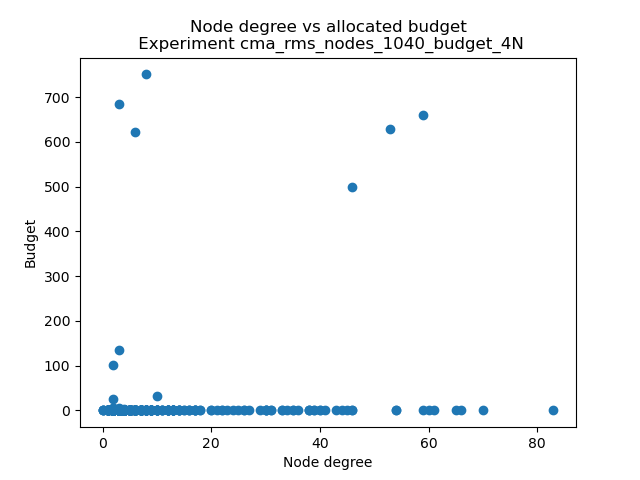 Node degree vs allocated budget
Experiment cma_rms_nodes_1040_budget_4N
700
600
500
400
300
200
100
0
Budget
0 20 40 60 80
Node degree